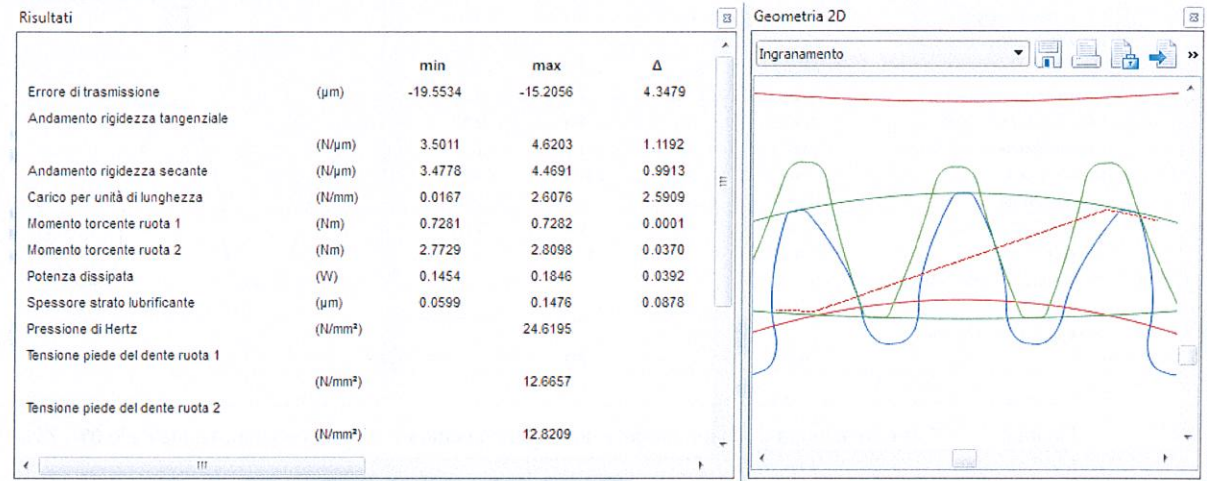 Risultati
min max Δ
Errore di trasmissione (µm) -19.5534 -15.2056 4.3479
Andamento rigidezza tangenziale
(N/µm) 3.5011 4.6203 1.1192
Andamento rigidezza secante (N/µm) 3.4778 4.4691 0.9913
Carico per unità di lunghezza (N/mm) 0.0167 2.6076 2.5909
Momento torcente ruota 1 (Nm) 0.7281 0.7282 0.0001
Momento torcente ruota 2 (Nm) 2.7729 2.8098 0.0370
Potenza dissipata (W) 0.1454 0.1846 0.0392
Spessore strato lubrificante (µm) 0.0599 0.1476 0.0878
Pressione di Hertz (N/mm²) 24.6195
Tensione piede del dente ruota 1
(N/mm²) 12.6657
Tensione piede del dente ruota 2
(N/mm²) 12.8209
Geometria 2D
Ingranamento